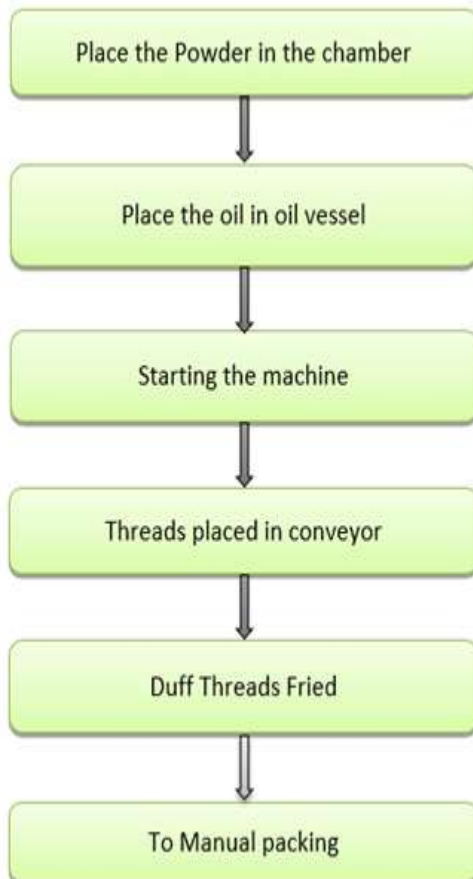 Place the Powder in the chamber
Place the oil in oil vessel
Starting the machine
Threads placed in conveyor
Duff Threads Fried
To Manual packing